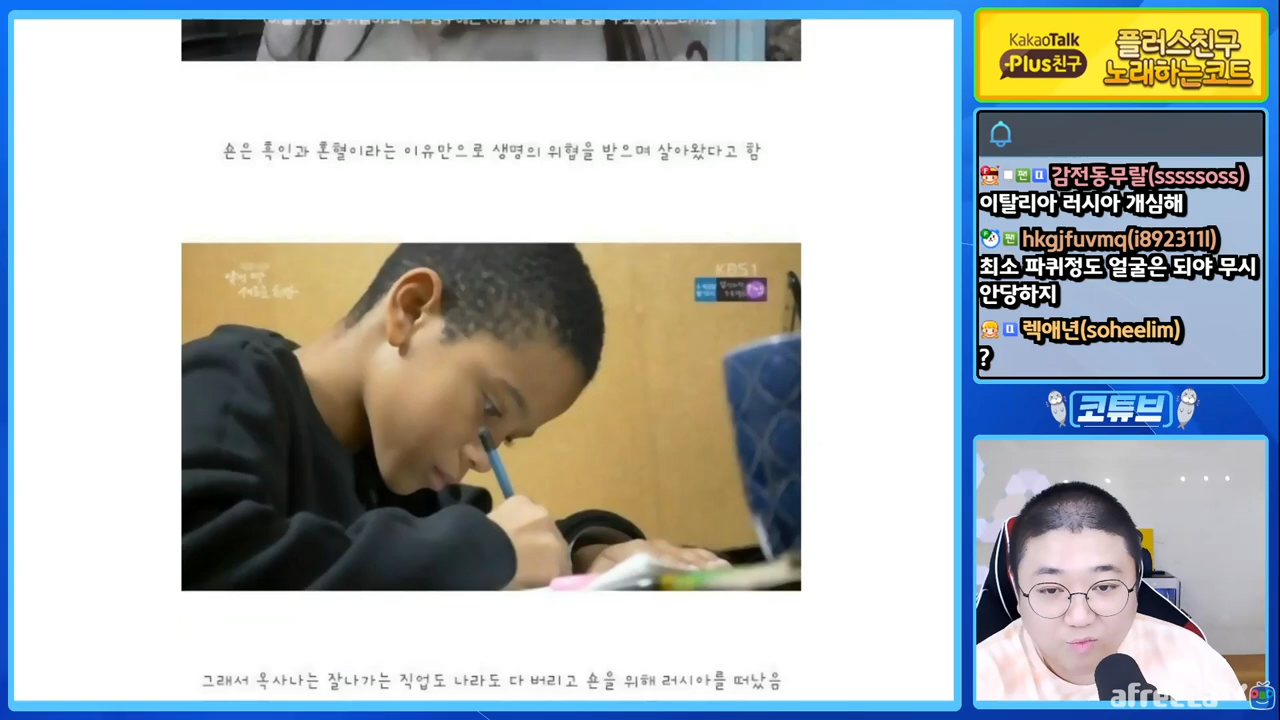 숀은 흑인과 혼혈이라는 이유만으로 생명의 위협을 받으며 살아왔다고 함
KBS1
그래서 옥사나는 잘나가는 직업도 나라도 다 버리고 숀을 위해 러시아를 떠났음
KakaoTalk
Plus친구
플러스친구
노래하는코트
팬
감전동무랄(sssssoss)
이탈리아 러시아 개심해
팬
hkgjfuvmq(i892311l)
최소 파퀴정도 얼굴은 되야 무시
안당하지
렉애년(soheelim)
?
코튜브